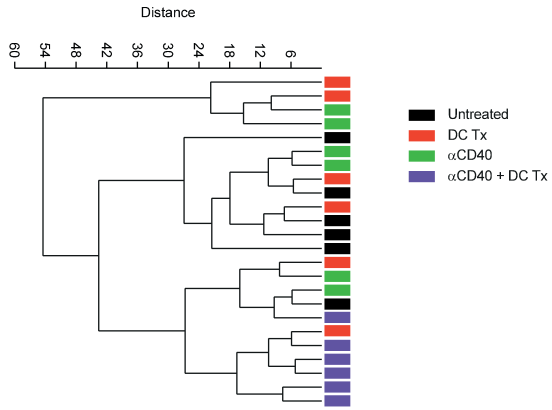 Distance
60 54 48 42 36 30 24 18 12 6
Untreated
DC Tx
αCD40
αCD40 + DC Tx